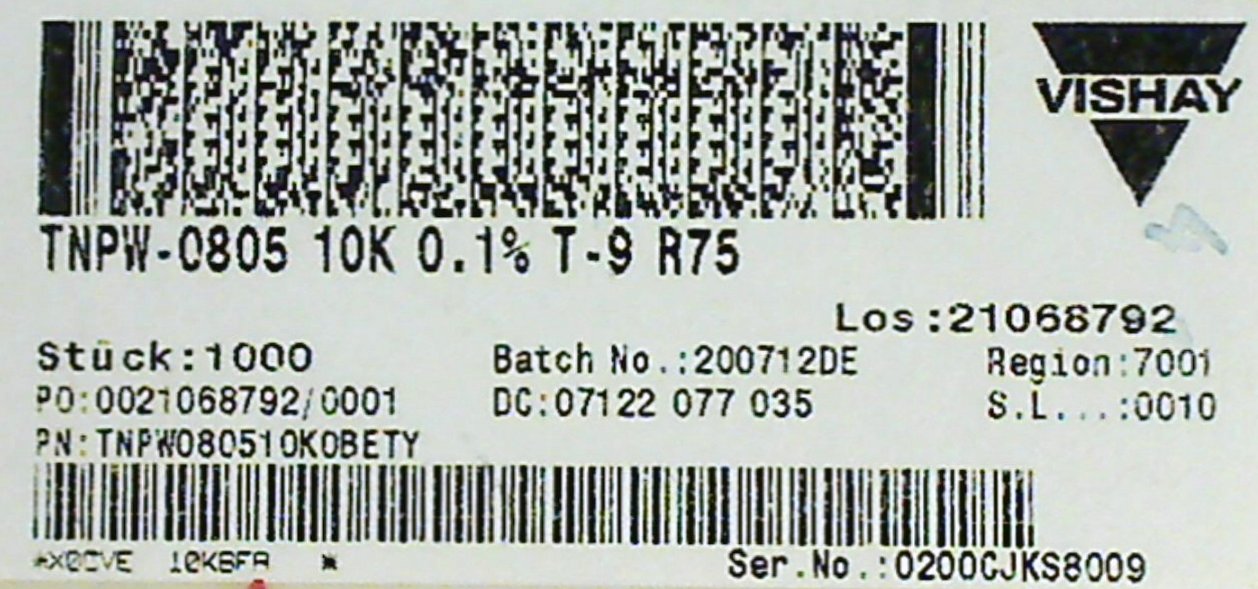 VISHAY
TNPW-0805 10K 0.1% T-9 R75
Los:21068792
Stück:1000 Batch No.:200712DE Region:7001
PO:0021068792/0001 DC:07122 077 035 S.L...:0010
PN:TNPW080510K0BETY
10KBFA *
Ser.No.:0200CJKS8009